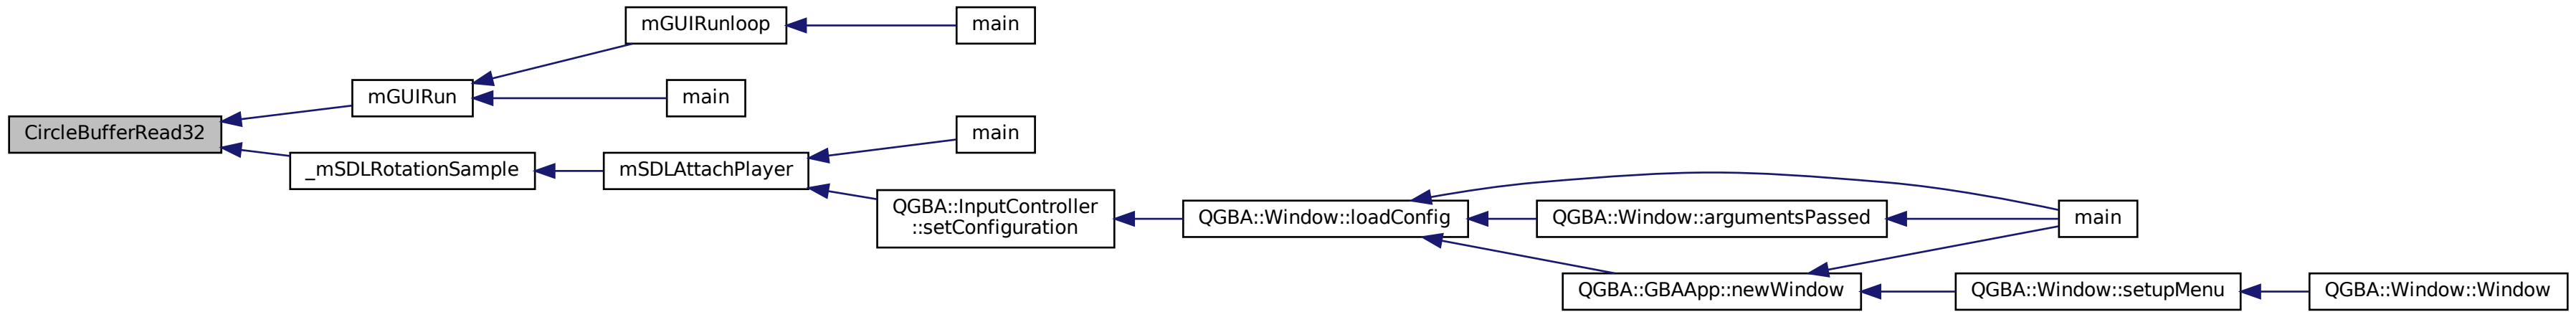 mGUIRunloop
main
mGUIRun
main
CircleBufferRead32
main
_mSDLRotationSample
mSDLAttachPlayer
QGBA::InputController
::setConfiguration
QGBA::Window::loadConfig
QGBA::Window::argumentsPassed
main
QGBA::GBAApp::newWindow
QGBA::Window::setupMenu
QGBA::Window::Window